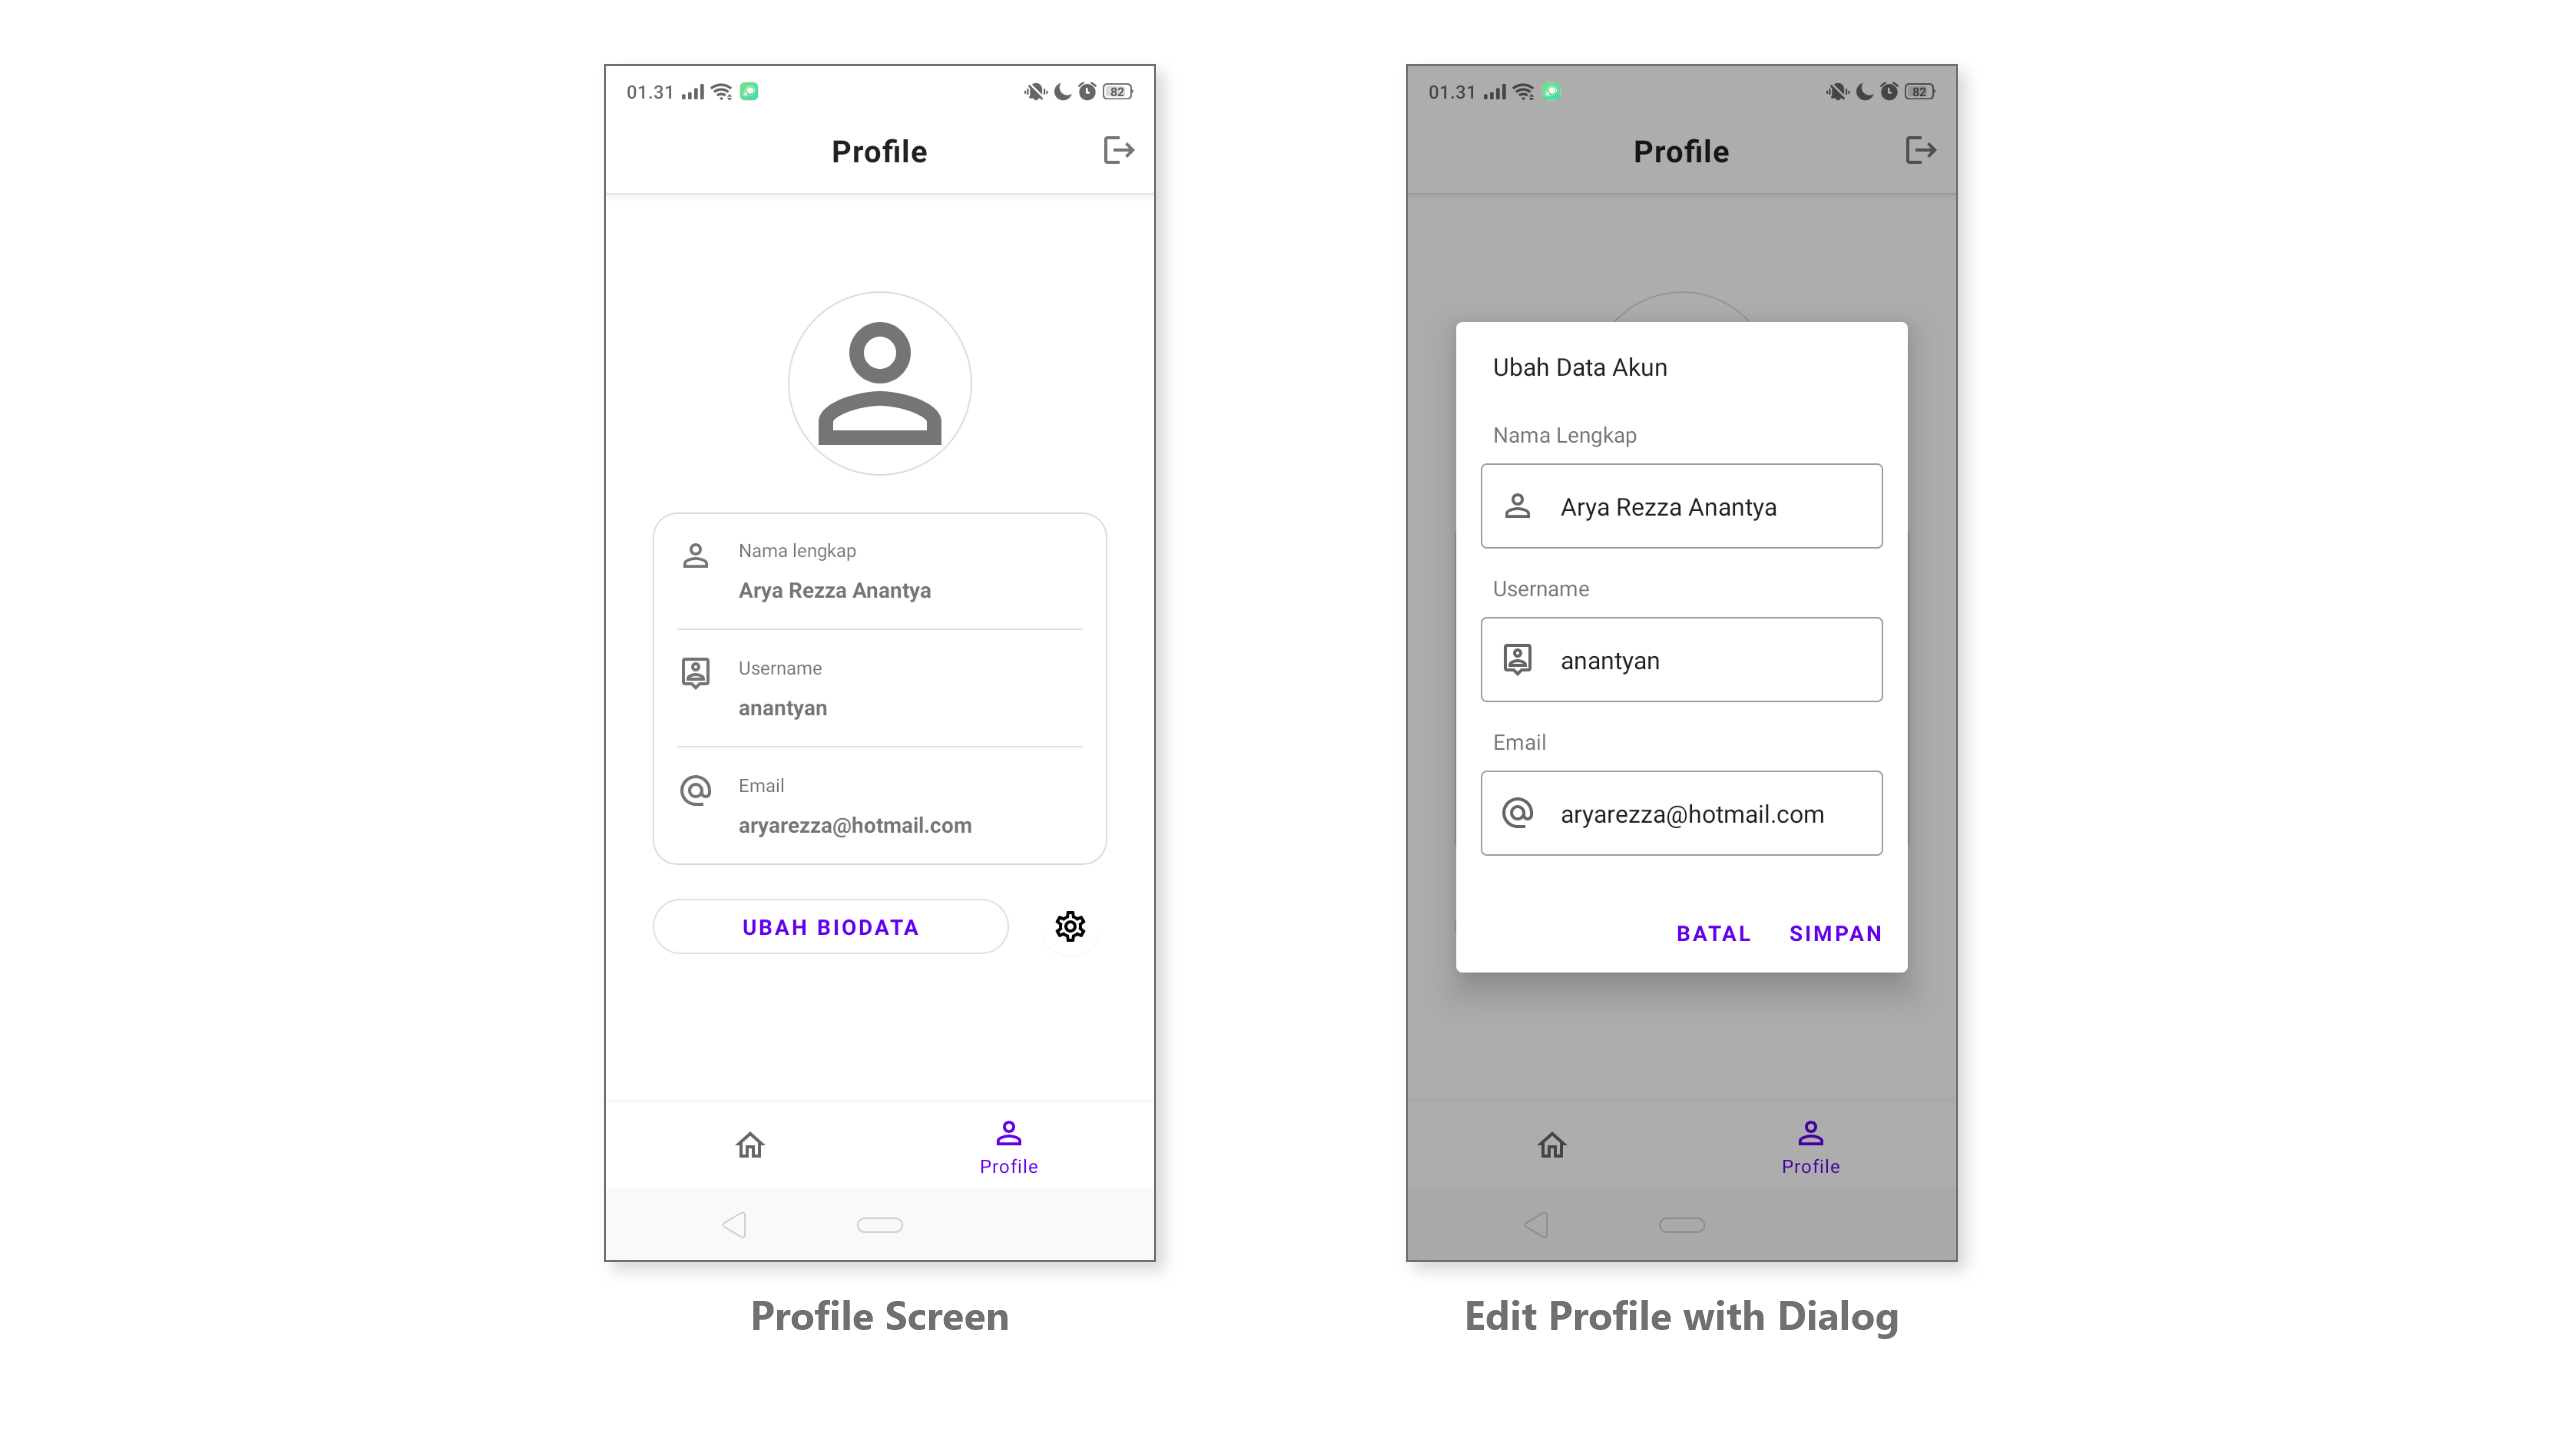 01.31
82
Profile
Nama lengkap
Arya Rezza Anantya
Username
anantyan
Email
aryarezza@hotmail.com
UBAH BIODATA
Profile
Profile Screen
01.31
82
Profile
Ubah Data Akun
Nama Lengkap
Arya Rezza Anantya
Username
anantyan
Email
aryarezza@hotmail.com
BATAL SIMPAN
Profile
Edit Profile with Dialog